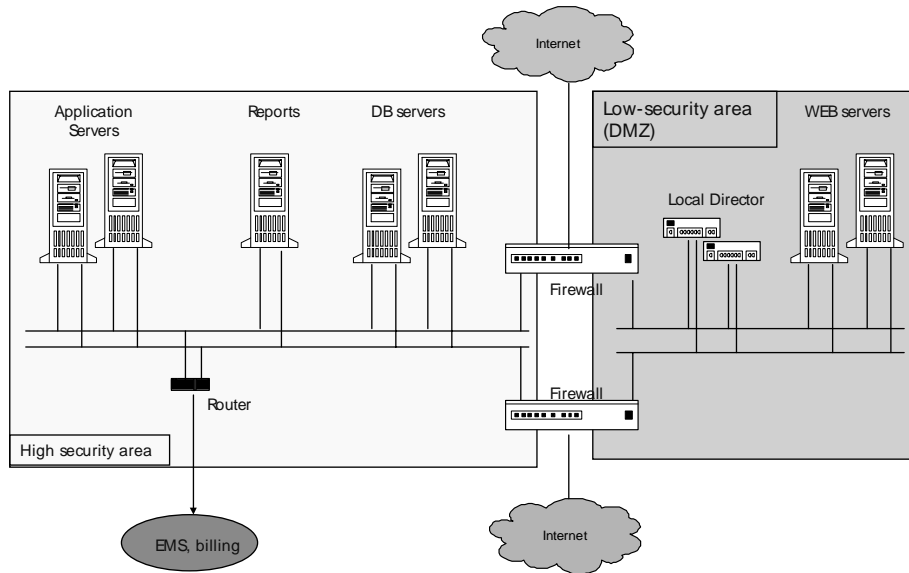 Internet
Application
Servers
Reports
DB servers
Low-security area
(DMZ)
WEB servers
Local Director
Firewall
Firewall
Router
High security area
EMS, billing
Internet